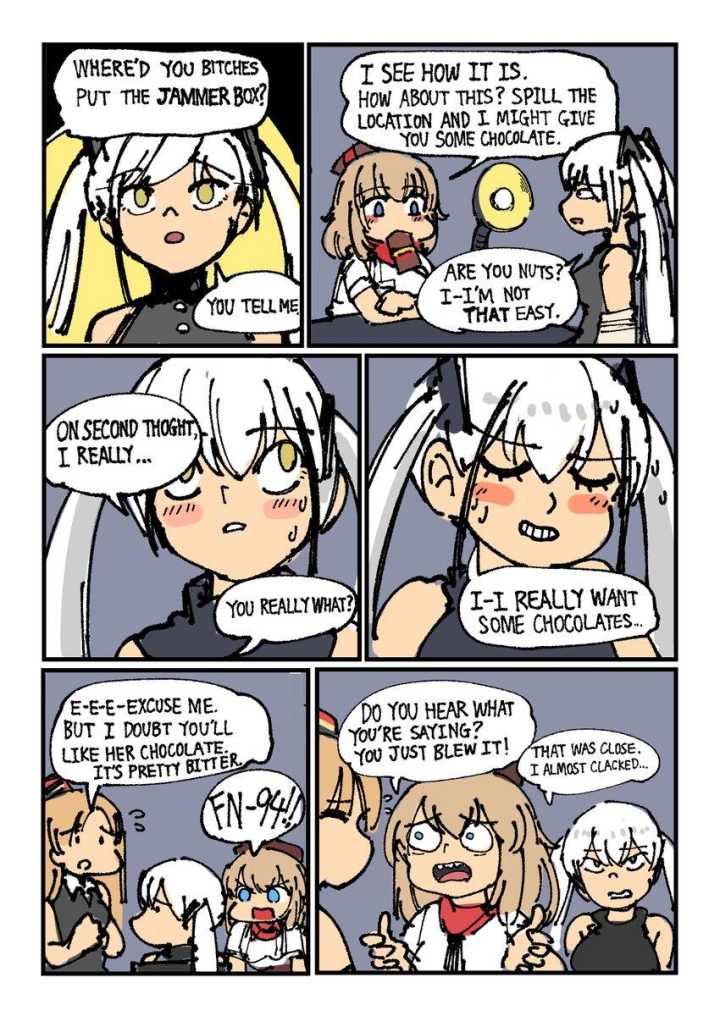 WHERE'D YOU BITCHES
PUT THE JAMMER BOX?
YOU TELL ME
I SEE HOW IT IS.
HOW ABOUT THIS? SPILL THE
LOCATION AND I MIGHT GIVE
YOU SOME CHOCOLATE.
ARE YOU NUTS?
I-I'M NOT
THAT EASY.
ON SECOND THOGHT,
I REALLY...
YOU REALLY WHAT?
I-I REALLY WANT
SOME CHOCOLATES...
E-E-E-EXCUSE ME.
BUT I DOUBT YOU'LL
LIKE HER CHOCOLATE.
IT'S PRETTY BITTER.
FN-94!!
DO YOU HEAR WHAT
YOU'RE SAYING?
YOU JUST BLEW IT!
THAT WAS CLOSE.
I ALMOST CLACKED...